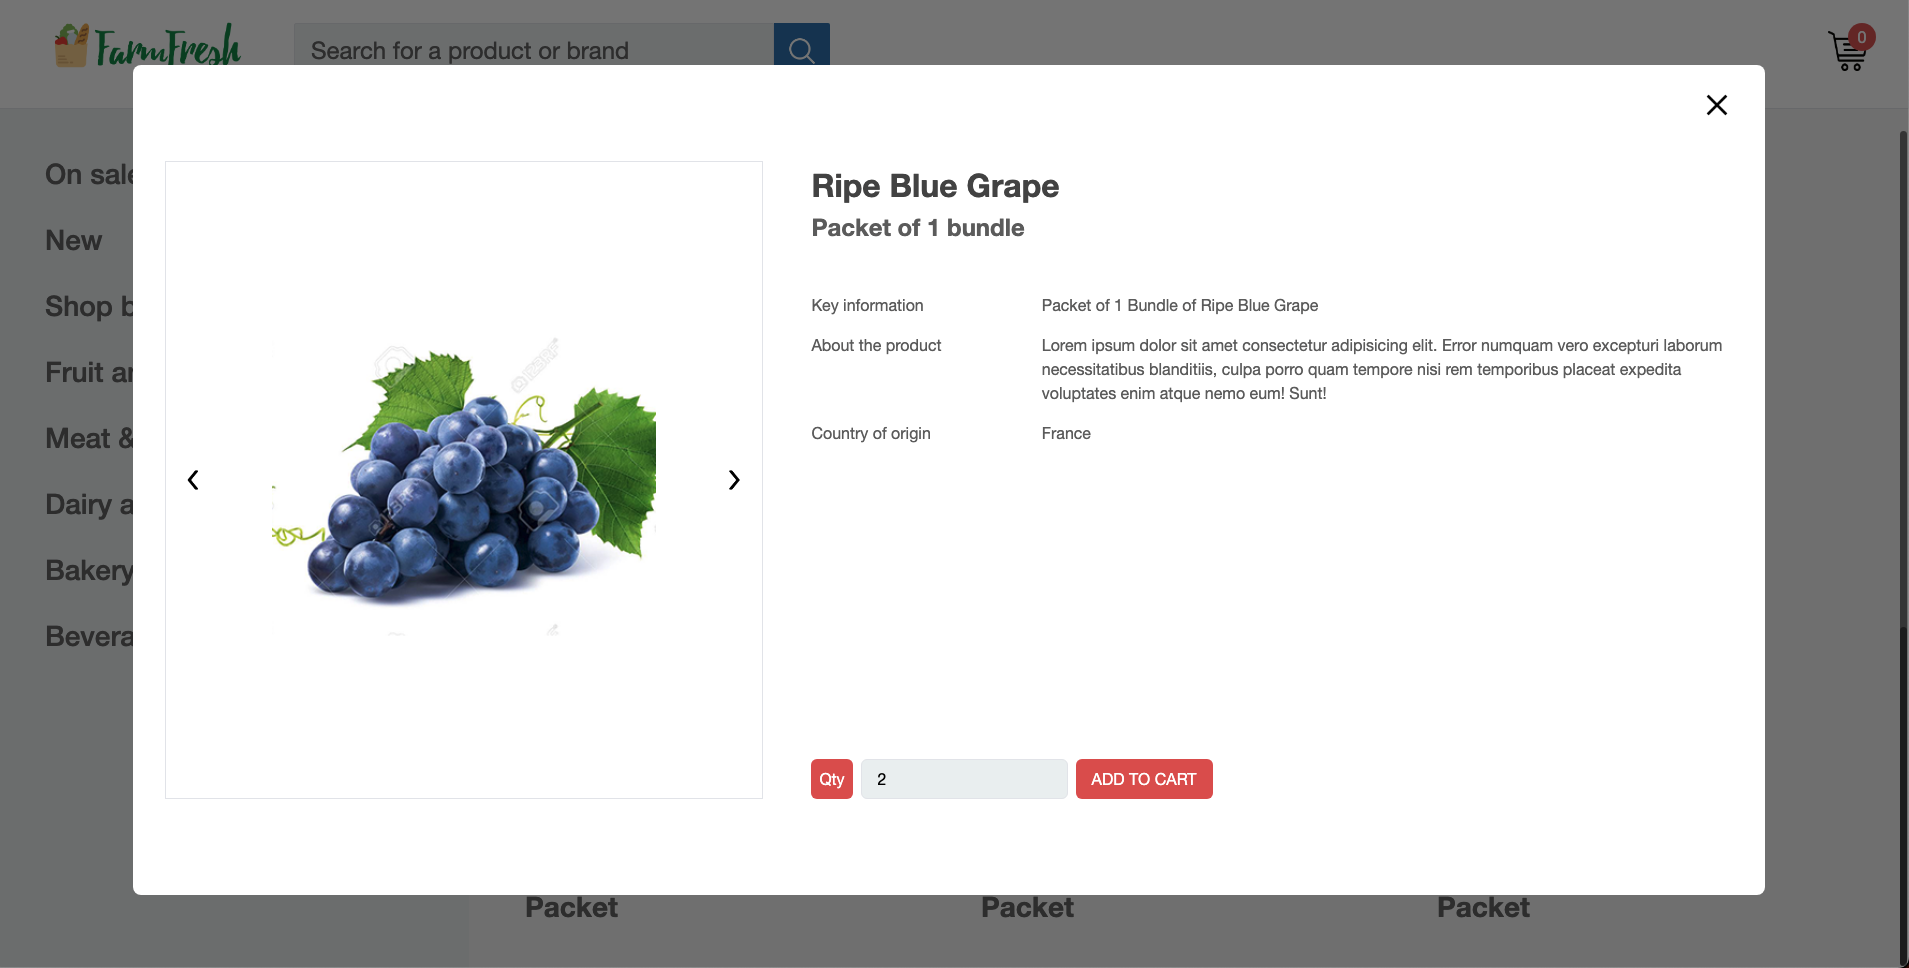 FarmFresh
Search for a product or brand
0
On sale
New
Shop b
Fruit an
Meat &
Dairy a
Bakery
Bevera
Ripe Blue Grape
Packet of 1 bundle
Key information
Packet of 1 Bundle of Ripe Blue Grape
About the product
Lorem ipsum dolor sit amet consectetur adipisicing elit. Error numquam vero excepturi laborum
necessitatibus blanditiis, culpa porro quam tempore nisi rem temporibus placeat expedita
voluptates enim atque nemo eum! Sunt!
Country of origin
France
123RF
123RF
Qty
2
ADD TO CART
Packet
Packet
Packet